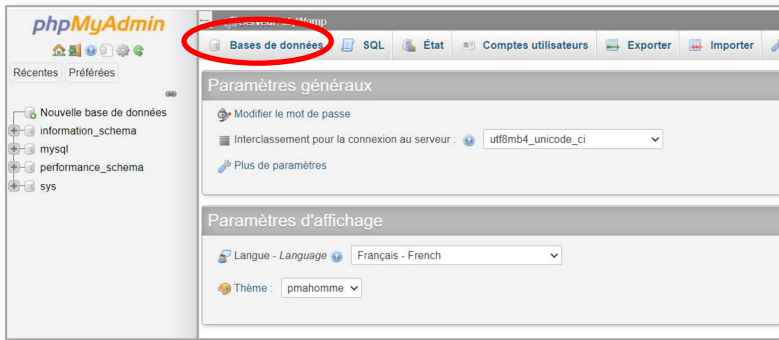 phpMyAdmin
Récentes Préférées
Nouvelle base de données
information_schema
mysql
performance_schema
sys
Bases de données SQL État Comptes utilisateurs Exporter Importer
Paramètres généraux
Modifier le mot de passe
Interclassement pour la connexion au serveur : utf8mb4_unicode_ci
Plus de paramètres
Paramètres d'affichage
Langue - Language Français - French
Thème : pmahomme